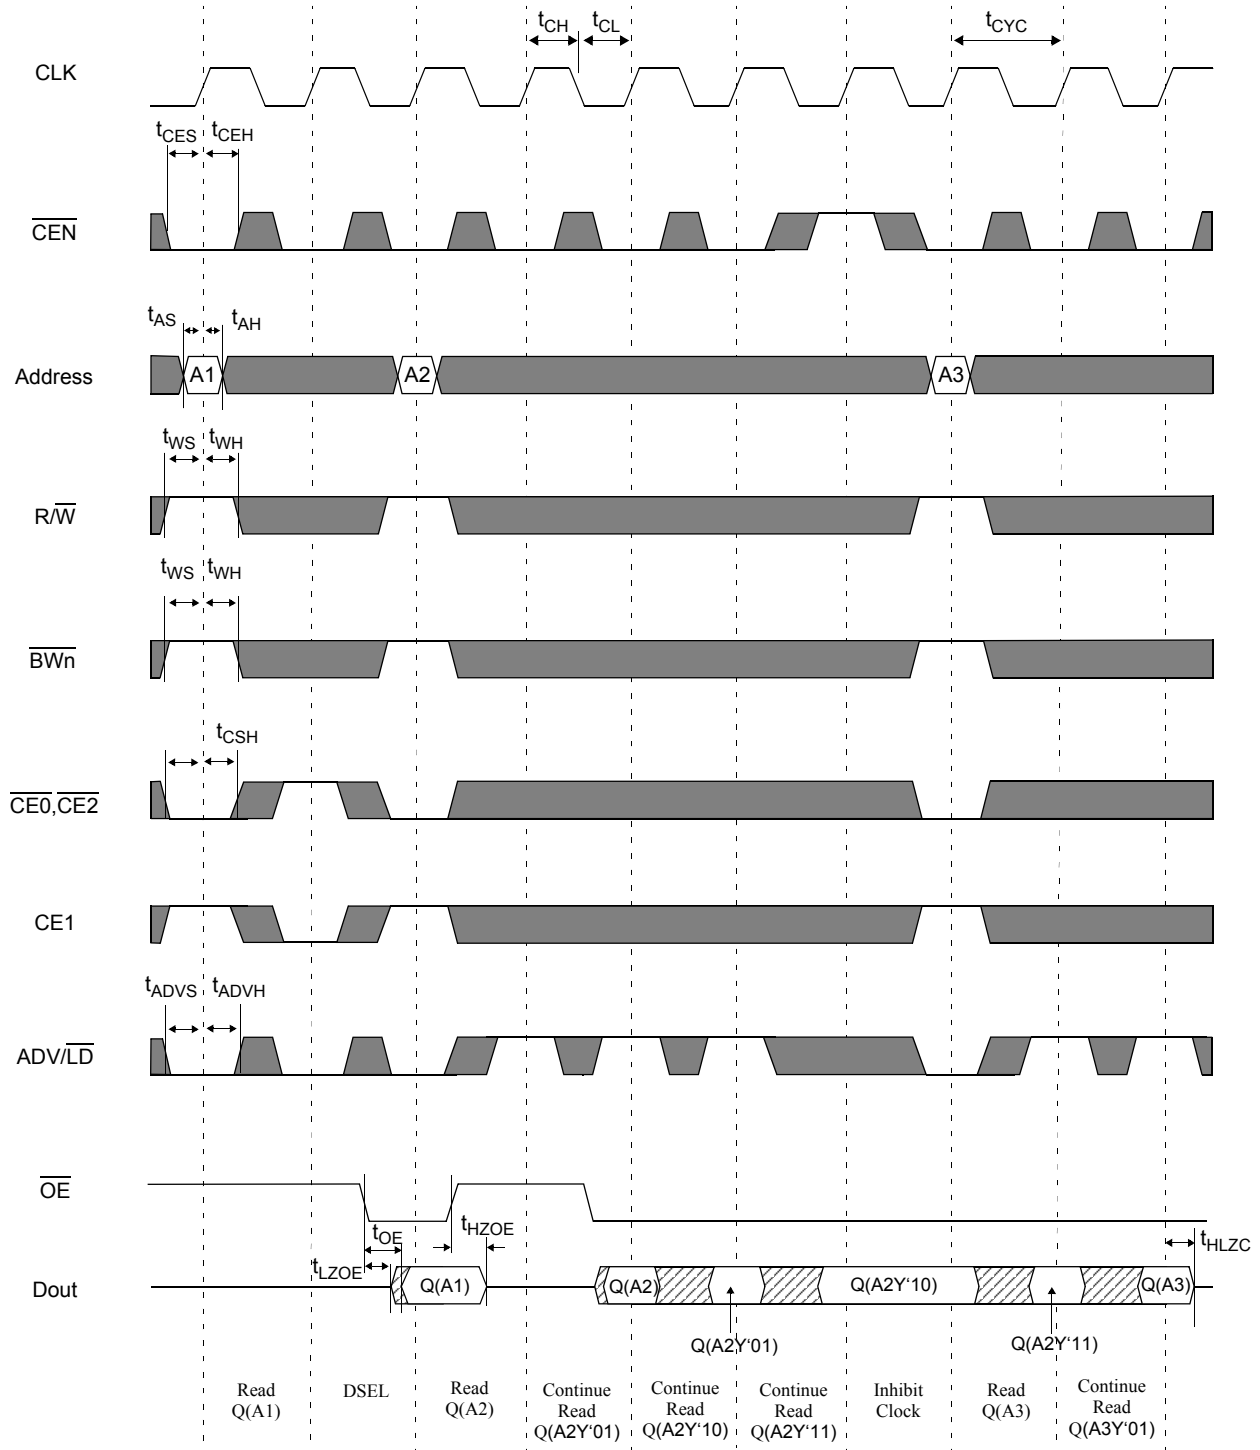 tCH tCL tCYC
CLK
tCES tCEH
CEN
tAS tAH
Address A1 A2 A3
tWS tWH
R/W
tWS tWH
BWn
tCSH
CE0,CE2
CE1
tADVS tADVH
ADV/LD
OE
tOE tHZOE tHLZC
tLZOE
Dout Q(A1) Q(A2) Q(A2Y‘10) Q(A3)
Q(A2Y‘01) Q(A2Y‘11)
Read DSEL Read Continue Continue Continue Inhibit Read Continue
Q(A1) Q(A2) Read Read Read Clock Q(A3) Read
Q(A2Y‘01) Q(A2Y‘10) Q(A2Y‘11) Q(A3Y‘01)